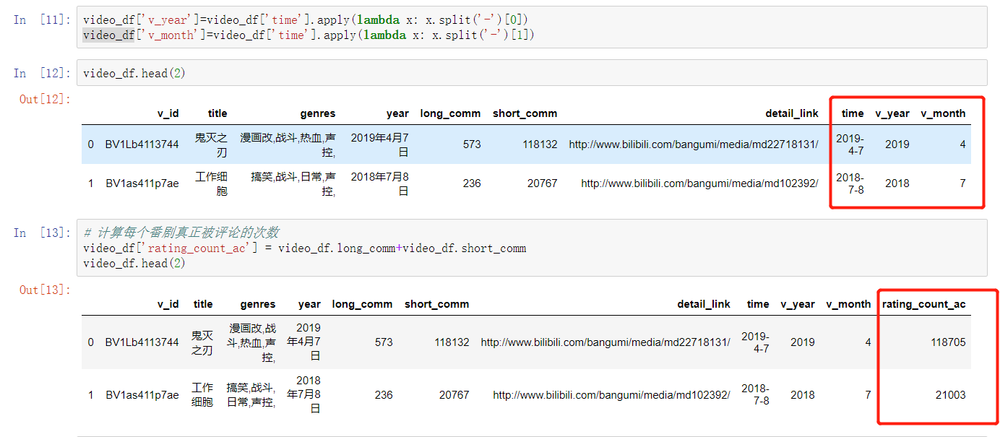 In [11]: video_df['v_year']=video_df['time'].apply(lambda x: x.split('-')[0])
video_df['v_month']=video_df['time'].apply(lambda x: x.split('-')[1])
In [12]: video_df.head(2)
Out[12]:
v_id title genres year long_comm short_comm detail_link time v_year v_month
0 BV1Lb4113744 鬼灭之刃 漫画改,战斗,热血,声控, 2019年4月7日 573 118132 http://www.bilibili.com/bangumi/media/md22718131/ 2019-4-7 2019 4
1 BV1as411p7ae 工作细胞 搞笑,战斗,日常,声控, 2018年7月8日 236 20767 http://www.bilibili.com/bangumi/media/md102392/ 2018-7-8 2018 7
In [13]: # 计算每个番剧真正被评论的次数
video_df['rating_count_ac'] = video_df.long_comm+video_df.short_comm
video_df.head(2)
Out[13]:
v_id title genres year long_comm short_comm detail_link time v_year v_month rating_count_ac
0 BV1Lb4113744 鬼灭之刃 漫画改,战斗,热血,声控, 2019年4月7日 573 118132 http://www.bilibili.com/bangumi/media/md22718131/ 2019-4-7 2019 4 118705
1 BV1as411p7ae 工作细胞 搞笑,战斗,日常,声控, 2018年7月8日 236 20767 http://www.bilibili.com/bangumi/media/md102392/ 2018-7-8 2018 7 21003